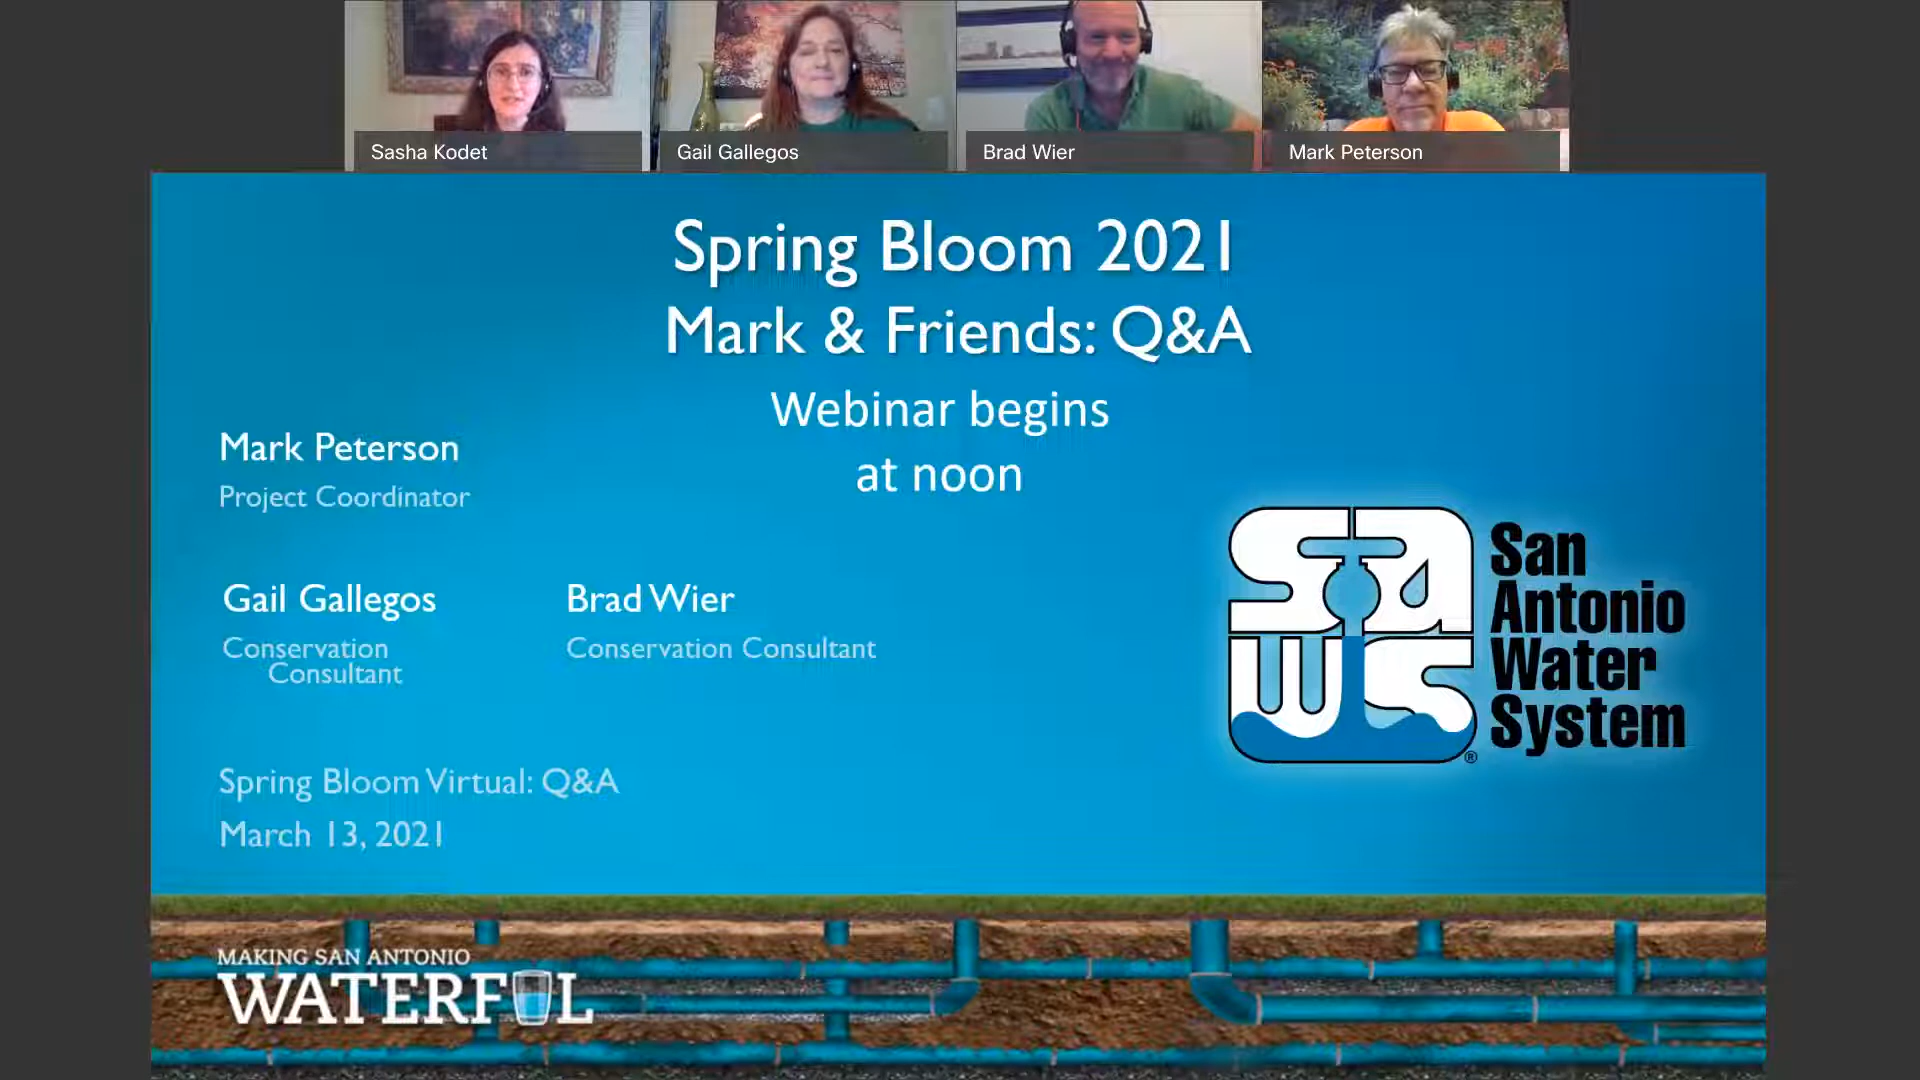 Sasha Kodet
Gail Gallegos
Brad Wier
Mark Peterson
Spring Bloom 2021
Mark & Friends: Q&A
Webinar begins
at noon
Mark Peterson
Project Coordinator
Gail Gallegos
Conservation
Consultant
Brad Wier
Conservation Consultant
Spring Bloom Virtual: Q&A
March 13, 2021
SAWS
San
Antonio
Water
System
®
MAKING SAN ANTONIO
WATERFUL